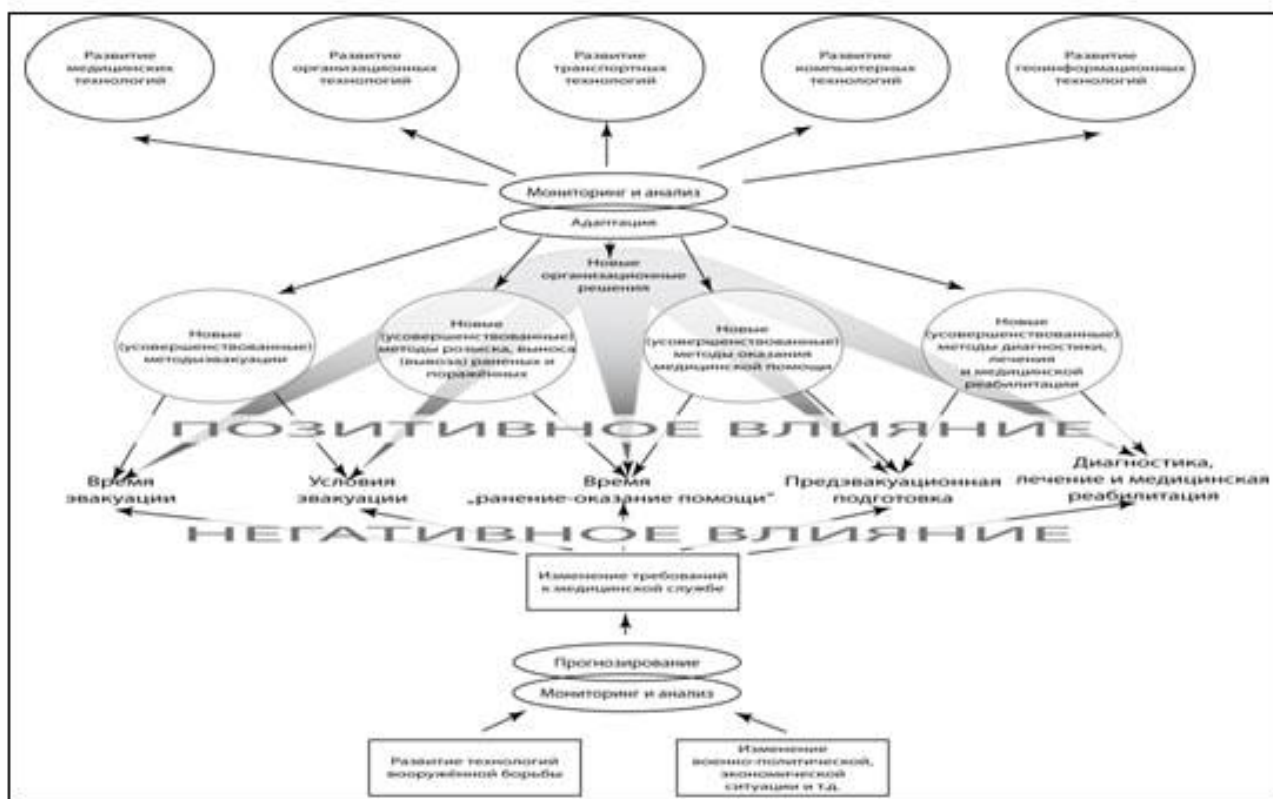 Развитие
медицинских
технологий
Развитие
организационных
технологий
Развитие
транспортных
технологий
Развитие
компьютерных
технологий
Развитие
геоинформационных
технологий
Мониторинг и анализ
Адаптация
Новые
организационные
решения
Новые
(усовершенствованные)
методыэвакуации
Новые
(усовершенствованные)
методы розыска, выноса
(вывоза) раненых и
поражённых
Новые
(усовершенствованные)
методы оказания
медицинской помощи
Новые
(усовершенствованные)
методы диагностики,
лечения
и медицинской
реабилитации
ПОЗИТИВНОЕ ВЛИЯНИЕ
Время
эвакуации
Условия
эвакуации
Время
„ранение-оказание помощи“
Предэвакуационная
подготовка
Диагностика,
лечение и медицинская
реабилитация
НЕГАТИВНОЕ ВЛИЯНИЕ
Изменение требований
к медицинской службе
Прогнозирование
Мониторинг и анализ
Развитие технологий
вооружённой борьбы
Изменение
военно-политической,
экономической
ситуации и т.д.